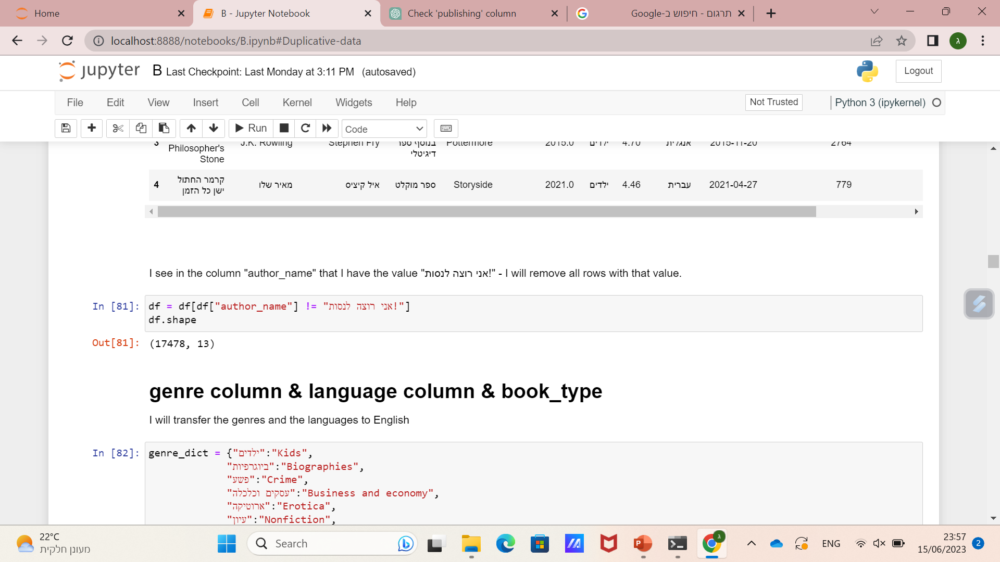 Home
B - Jupyter Notebook
Check 'publishing' column
תרגום - חיפוש ב-Google
localhost:8888/notebooks/B.ipynb#Duplicative-data
ג
jupyter B Last Checkpoint: Last Monday at 3:11 PM (autosaved)
Logout
File Edit View Insert Cell Kernel Widgets Help
Not Trusted Python 3 (ipykernel)
Run Code
3 Philosopher's Stone J.K. Rowling Stephen Fry בנוסף ספר דיגיטלי Pottermore 2015.0 ילדים 4.70 אנגלית 2015-11-20 2764
4 קרמר החתול ישן כל הזמן מאיר שלו איל קיציס ספר מוקלט Storyside 2021.0 ילדים 4.46 עברית 2021-04-27 779
I see in the column "author_name" that I have the value "אני רוצה לנסות!" - I will remove all rows with that value.
In [81]: df = df[df["author_name"] != "אני רוצה לנסות!"]
df.shape
Out[81]: (17478, 13)
genre column & language column & book_type
I will transfer the genres and the languages to English
In [82]: genre_dict = {"ילדים":"Kids",
"ביוגרפיות":"Biographies",
"פשע":"Crime",
"עסקים וכלכלה":"Business and economy",
"ארוטיקה":"Erotica",
"עיון":"Nonfiction",
22°C
מעונן חלקית
Search
ENG
23:57
15/06/2023
2